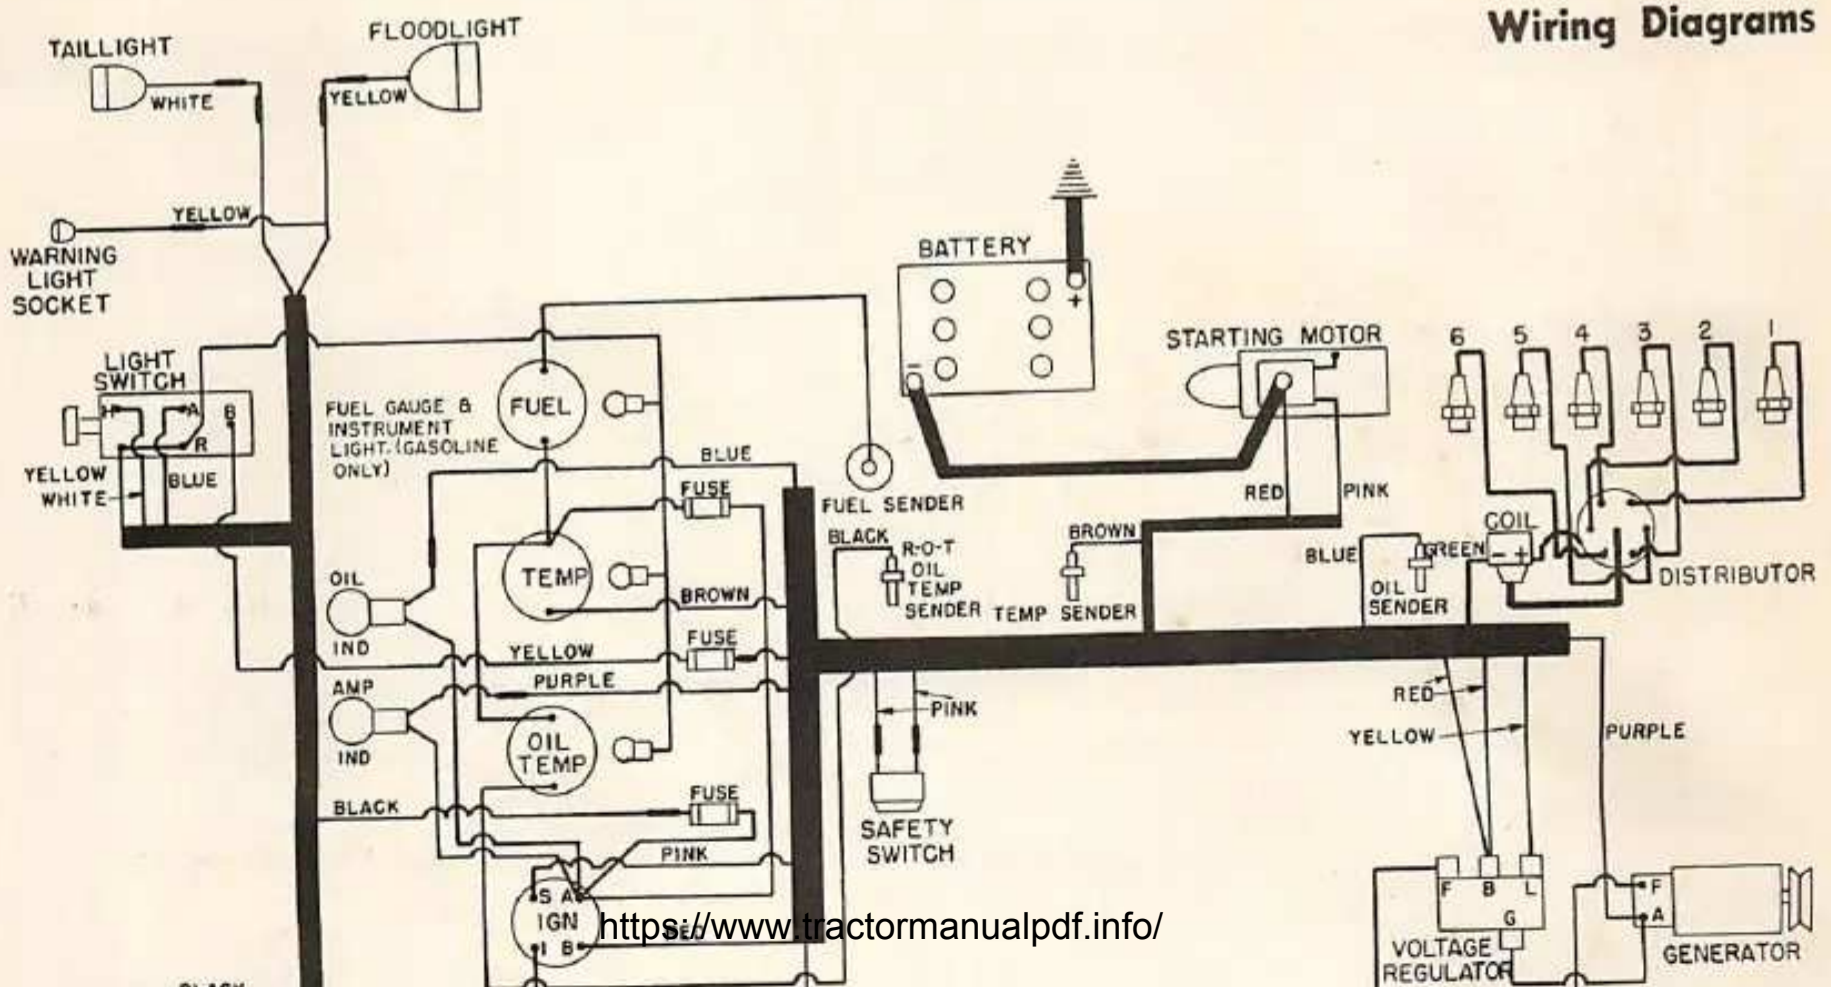 Wiring Diagrams
TAILLIGHT
FLOODLIGHT
WHITE
YELLOW
YELLOW
WARNING
LIGHT
SOCKET
BATTERY
+
-
STARTING MOTOR
6 5 4 3 2 1
LIGHT
SWITCH
H A B
R
YELLOW
WHITE
BLUE
FUEL GAUGE &
INSTRUMENT
LIGHT-(GASOLINE
ONLY)
FUEL
BLUE
FUSE
FUEL SENDER
RED
PINK
BLACK
R-O-T
OIL
TEMP
SENDER
BROWN
TEMP SENDER
BLUE
GREEN
COIL
- +
OIL
SENDER
DISTRIBUTOR
OIL
IND
TEMP
BROWN
YELLOW
FUSE
PURPLE
AMP
IND
OIL
TEMP
PINK
RED
YELLOW
PURPLE
BLACK
FUSE
SAFETY
SWITCH
PINK
S A
IGN
I B
RED
https://www.tractormanualpdf.info/
F B L
G
VOLTAGE
REGULATOR
F
A
GENERATOR